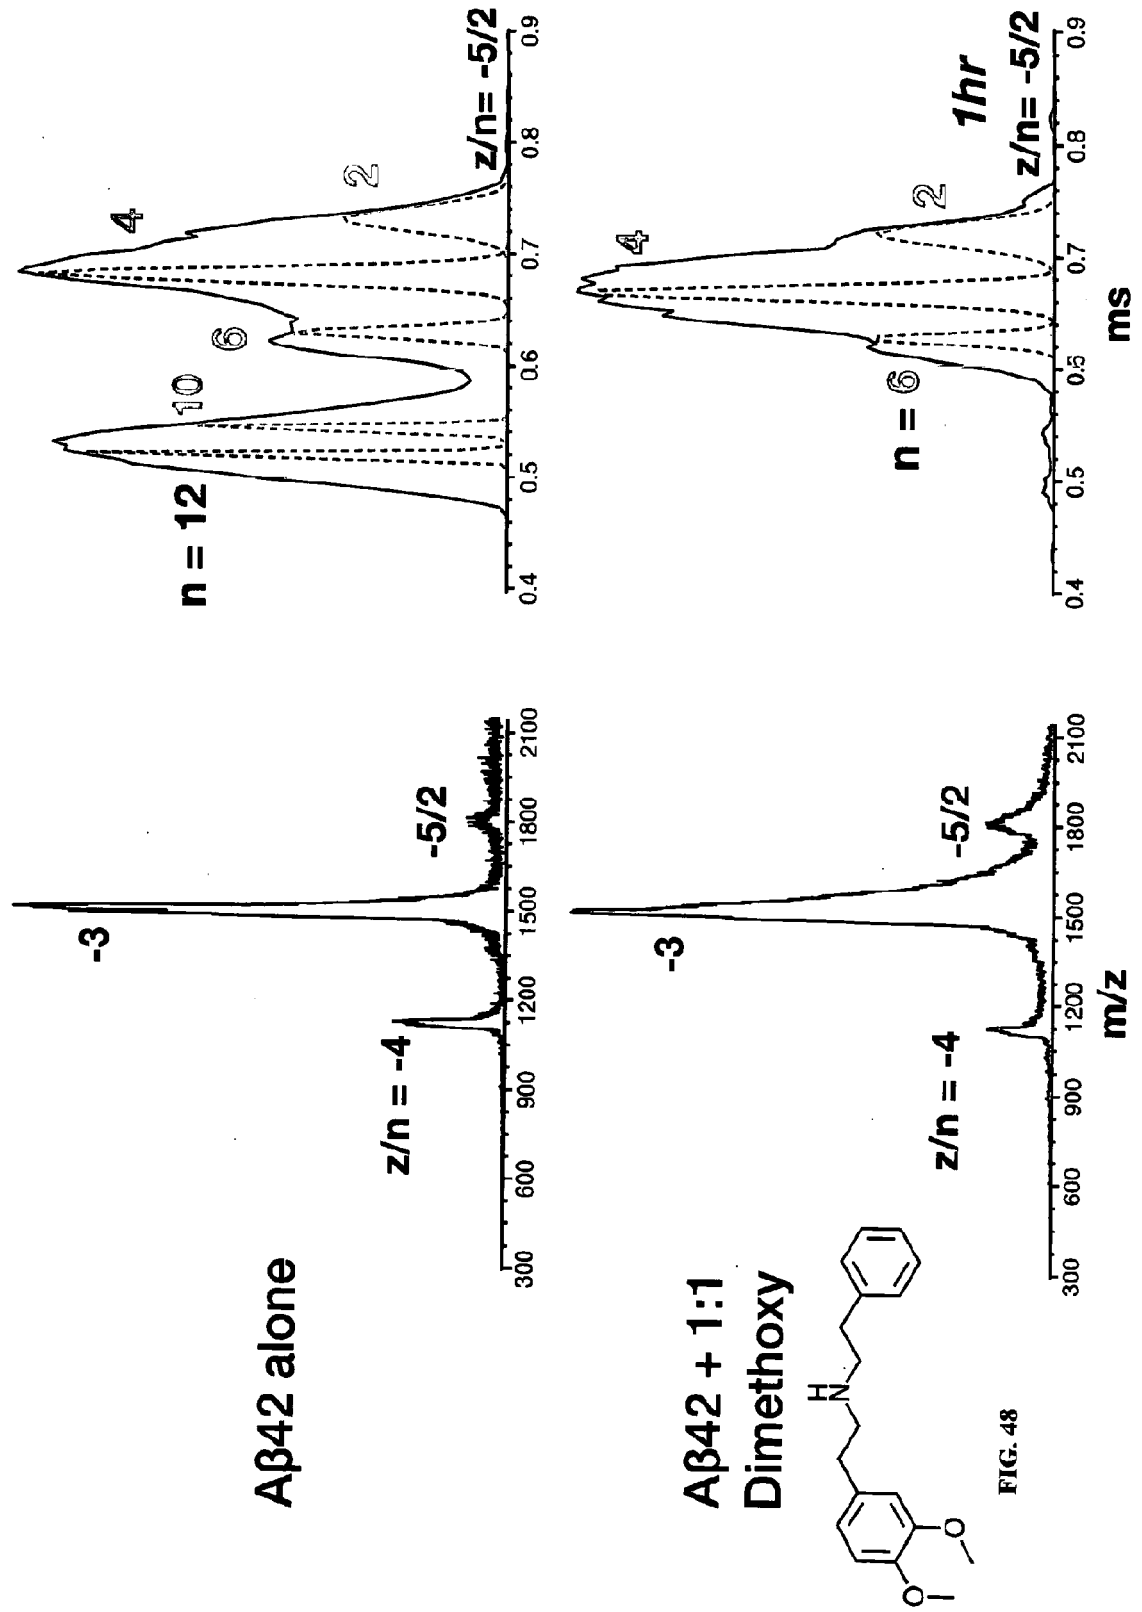 Aβ42 alone
-3
z/n = -4
-5/2
300 600 900 1200 1500 1800 2100
n = 12
10
6
4
2
z/n= -5/2
0.4 0.5 0.6 0.7 0.8 0.9
Aβ42 + 1:1
Dimethoxy
H
N
O
O
-3
z/n = -4
-5/2
300 600 900 1200 1500 1800 2100
m/z
n = 6
4
2
1hr
z/n= -5/2
0.4 0.5 0.6 0.7 0.8 0.9
ms
FIG. 48